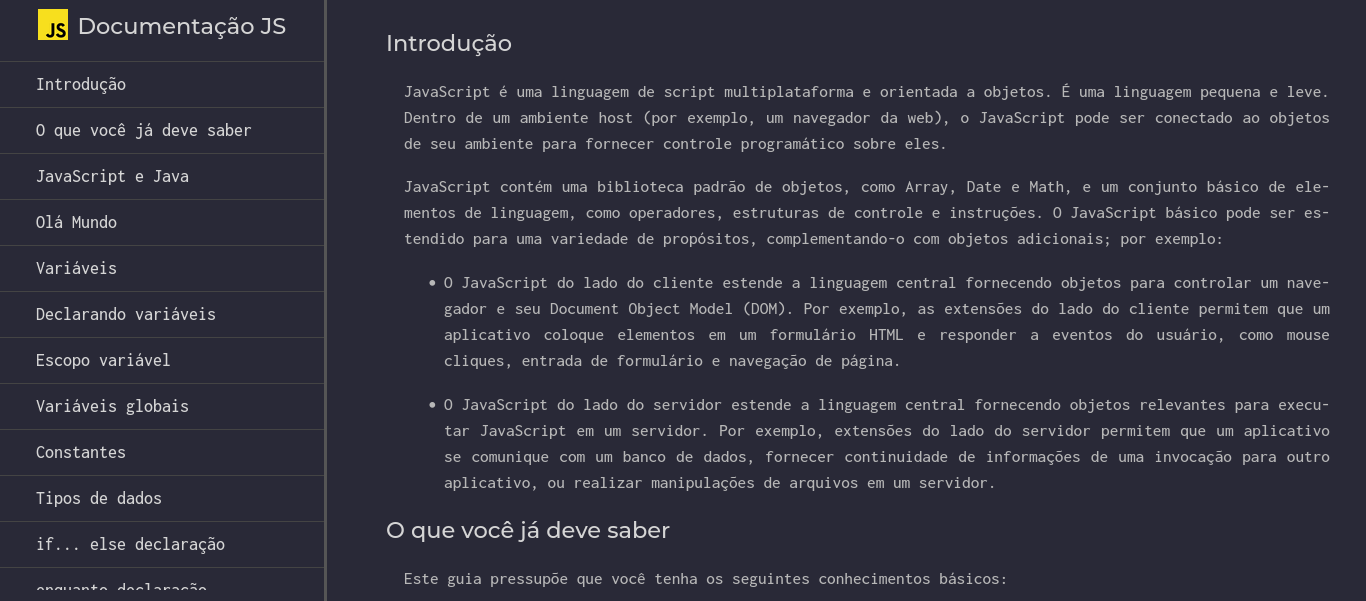 JS Documentação JS
Introdução
O que você já deve saber
JavaScript e Java
Olá Mundo
Variáveis
Declarando variáveis
Escopo variável
Variáveis globais
Constantes
Tipos de dados
if... else declaração
enquanto declaração
Introdução
JavaScript é uma linguagem de script multiplataforma e orientada a objetos. É uma linguagem pequena e leve.
Dentro de um ambiente host (por exemplo, um navegador da web), o JavaScript pode ser conectado ao objetos
de seu ambiente para fornecer controle programático sobre eles.
JavaScript contém uma biblioteca padrão de objetos, como Array, Date e Math, e um conjunto básico de ele-
mentos de linguagem, como operadores, estruturas de controle e instruções. O JavaScript básico pode ser es-
tendido para uma variedade de propósitos, complementando-o com objetos adicionais; por exemplo:
• O JavaScript do lado do cliente estende a linguagem central fornecendo objetos para controlar um nave-
gador e seu Document Object Model (DOM). Por exemplo, as extensões do lado do cliente permitem que um
aplicativo coloque elementos em um formulário HTML e responder a eventos do usuário, como mouse
cliques, entrada de formulário e navegação de página.
• O JavaScript do lado do servidor estende a linguagem central fornecendo objetos relevantes para execu-
tar JavaScript em um servidor. Por exemplo, extensões do lado do servidor permitem que um aplicativo
se comunique com um banco de dados, fornecer continuidade de informações de uma invocação para outro
aplicativo, ou realizar manipulações de arquivos em um servidor.
O que você já deve saber
Este guia pressupõe que você tenha os seguintes conhecimentos básicos: